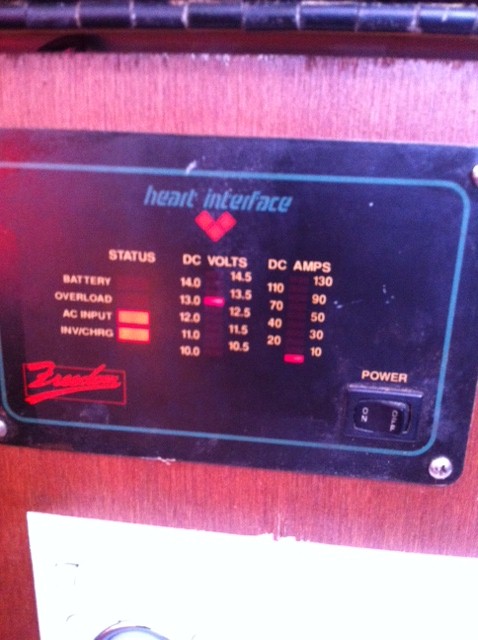 heart interface
STATUS DC VOLTS DC AMPS
14.5 130
BATTERY 14.0 110
13.5 90
OVERLOAD 13.0 70
12.5 50
AC INPUT 12.0 40
11.5 30
INV/CHRG 11.0 20
10.5 10
10.0
Freedom
POWER
ON